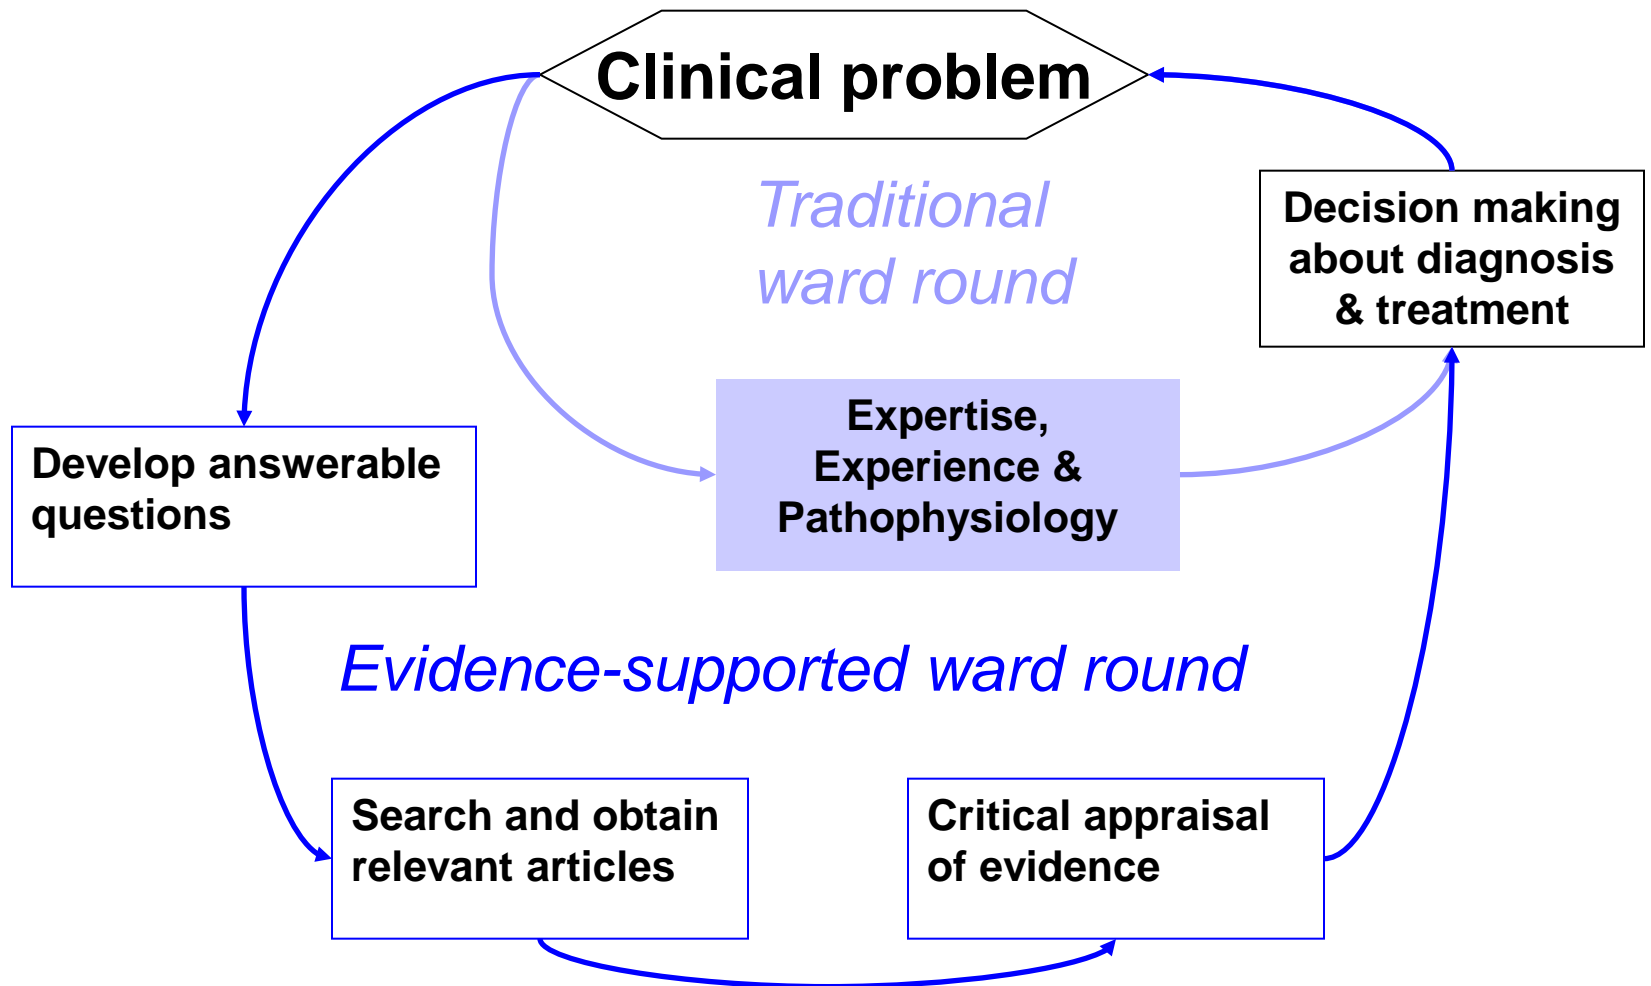 Clinical problem
Traditional
ward round
Decision making
about diagnosis
& treatment
Expertise,
Experience &
Pathophysiology
Develop answerable
questions
Evidence-supported ward round
Search and obtain
relevant articles
Critical appraisal
of evidence